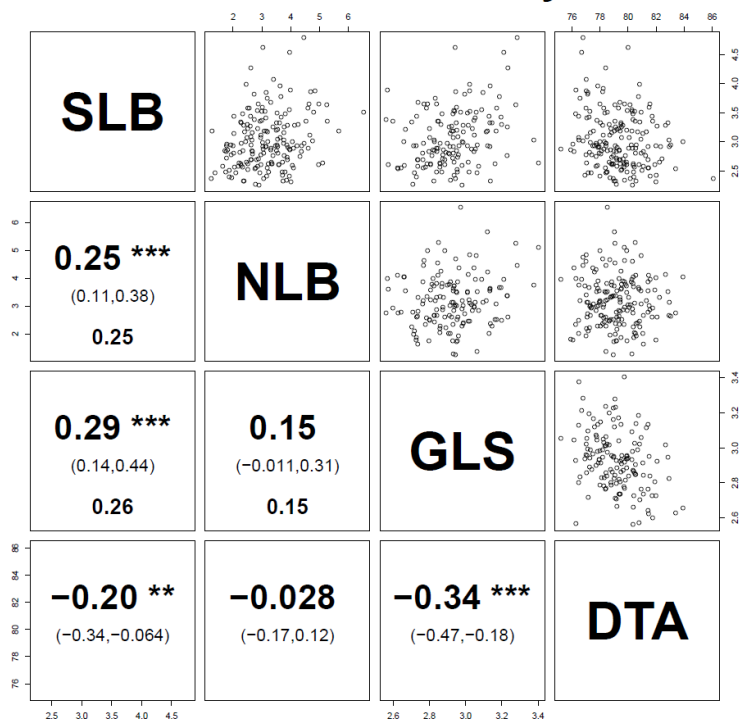 2 3 4 5 6 76 78 80 82 84 86
SLB
2.5 3.0 3.5 4.0 4.5
2 3 4 5 6
0.25 ***
(0.11,0.38)
0.25
NLB
0.29 ***
(0.14,0.44)
0.26
0.15
(−0.011,0.31)
0.15
GLS
2.6 2.8 3.0 3.2 3.4
76 78 80 82 84 86
−0.20 **
(−0.34,−0.064)
−0.028
(−0.17,0.12)
−0.34 ***
(−0.47,−0.18)
DTA
2.5 3.0 3.5 4.0 4.5 2.6 2.8 3.0 3.2 3.4